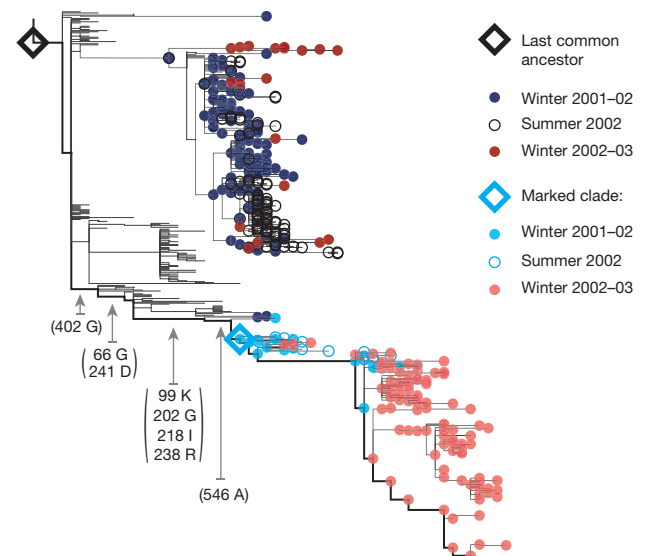 Last common
ancestor
Winter 2001–02
Summer 2002
Winter 2002–03
Marked clade:
Winter 2001–02
Summer 2002
Winter 2002–03
(402 G)
(66 G
241 D)
(99 K
202 G
218 I
238 R)
(546 A)